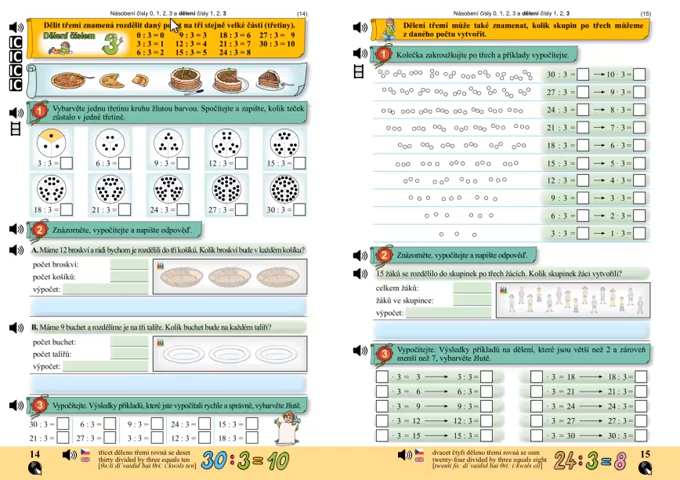 Násobení čísly 0, 1, 2, 3 a dělení čísly 1, 2, 3
(14)
Dělit třemi znamená rozdělit daný po na tři stejně velké části (třetiny).
Dělení číslem 3
0 : 3 = 0 9 : 3 = 3 18 : 3 = 6 27 : 3 = 9
3 : 3 = 1 12 : 3 = 4 21 : 3 = 7 30 : 3 = 10
6 : 3 = 2 15 : 3 = 5 24 : 3 = 8
1 Vybarvěte jednu třetinu kruhu žlutou barvou. Spočítejte a zapište, kolik teček
zůstalo v jedné třetině.
3 : 3 = 6 : 3 = 9 : 3 = 12 : 3 = 15 : 3 =
18 : 3 = 21 : 3 = 24 : 3 = 27 : 3 = 30 : 3 =
2 Znázorněte, vypočítejte a napište odpověď.
A. Máme 12 broskví a rádi bychom je rozdělili do tří košíků. Kolik broskví bude v každém košíku?
počet broskví:
počet košíků:
výpočet:
B. Máme 9 buchet a rozdělíme je na tři talíře. Kolik buchet bude na každém talíři?
počet buchet:
počet talířů:
výpočet:
3 Vypočítejte. Výsledky příkladů, které jste vypočítali rychle a správně, vybarvěte žlutě.
30 : 3 = 6 : 3 = 9 : 3 = 24 : 3 = 15 : 3 =
21 : 3 = 27 : 3 = 3 : 3 = 12 : 3 = 18 : 3 =
14
třicet děleno třemi rovná se deset
thirty divided by three equals ten
30 : 3 = 10
Násobení čísly 0, 1, 2, 3 a dělení čísly 1, 2, 3
(15)
Dělení třemi může také znamenat, kolik skupin po třech můžeme
z daného počtu vytvořit.
1 Kolečka zakroužkujte po třech a příklady vypočítejte.
30 : 3 = 10 · 3 =
27 : 3 = 9 · 3 =
24 : 3 = 8 · 3 =
21 : 3 = 7 · 3 =
18 : 3 = 6 · 3 =
15 : 3 = 5 · 3 =
12 : 3 = 4 · 3 =
9 : 3 = 3 · 3 =
6 : 3 = 2 · 3 =
3 : 3 = 1 · 3 =
2 Znázorněte, vypočítejte a napište odpověď.
15 žáků se rozdělilo do skupinek po třech žácích. Kolik skupinek žáci vytvořili?
celkem žáků:
žáků ve skupince:
výpočet:
3 Vypočítejte. Výsledky příkladů na dělení, které jsou větší než 2 a zároveň
menší než 7, vybarvěte žlutě.
· 3 = 3 3 : 3 = · 3 = 18 18 : 3 =
· 3 = 6 6 : 3 = · 3 = 21 21 : 3 =
· 3 = 9 9 : 3 = · 3 = 24 24 : 3 =
· 3 = 12 12 : 3 = · 3 = 27 27 : 3 =
· 3 = 15 15 : 3 = · 3 = 30 30 : 3 =
dvacet čtyři děleno třemi rovná se osm
twenty-four divided by three equals eight
24 : 3 = 8
15